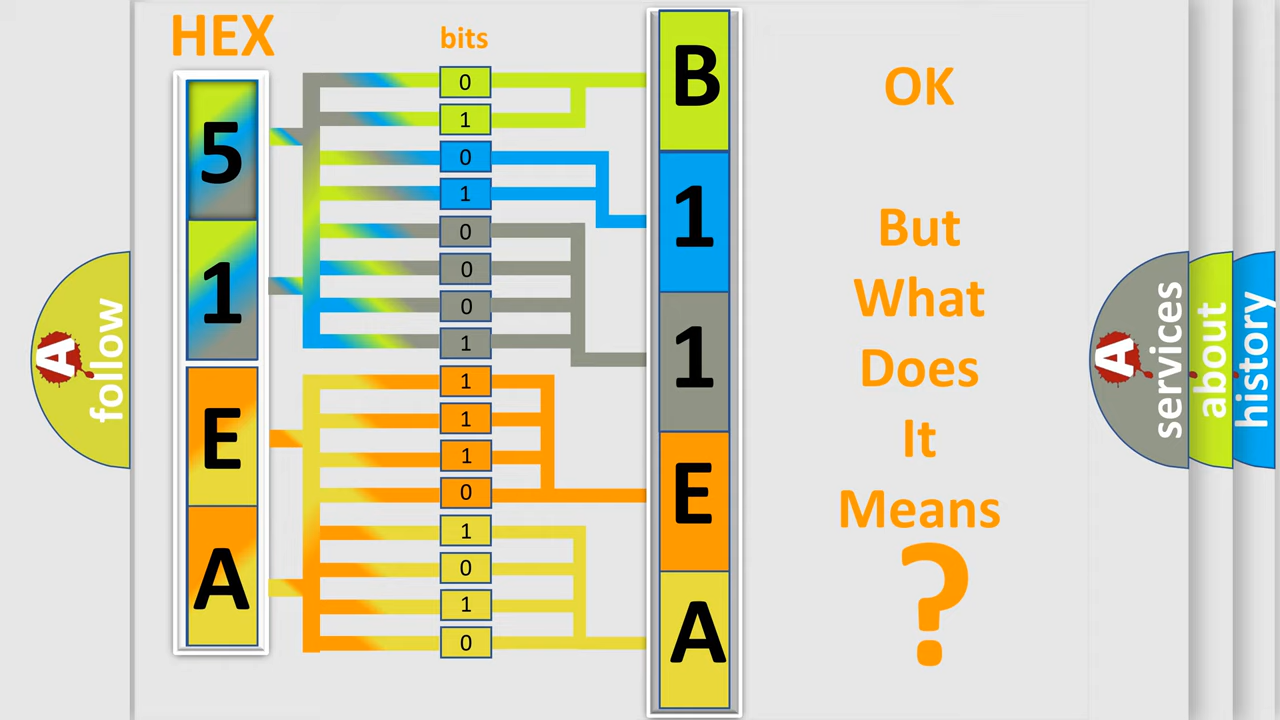 HEX
bits
5
1
E
A
0
1
0
1
0
0
0
1
1
1
1
0
1
0
1
0
B
1
1
E
A
OK
But
What
Does
It
Means
?
A
follow
A
services
about
history